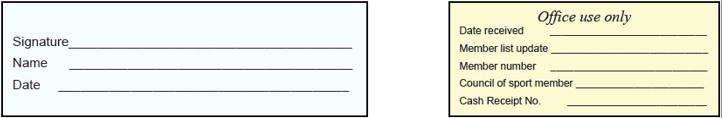 Signature
Name
Date
Office use only
Date received
Member list update
Member number
Council of sport member
Cash Receipt No.